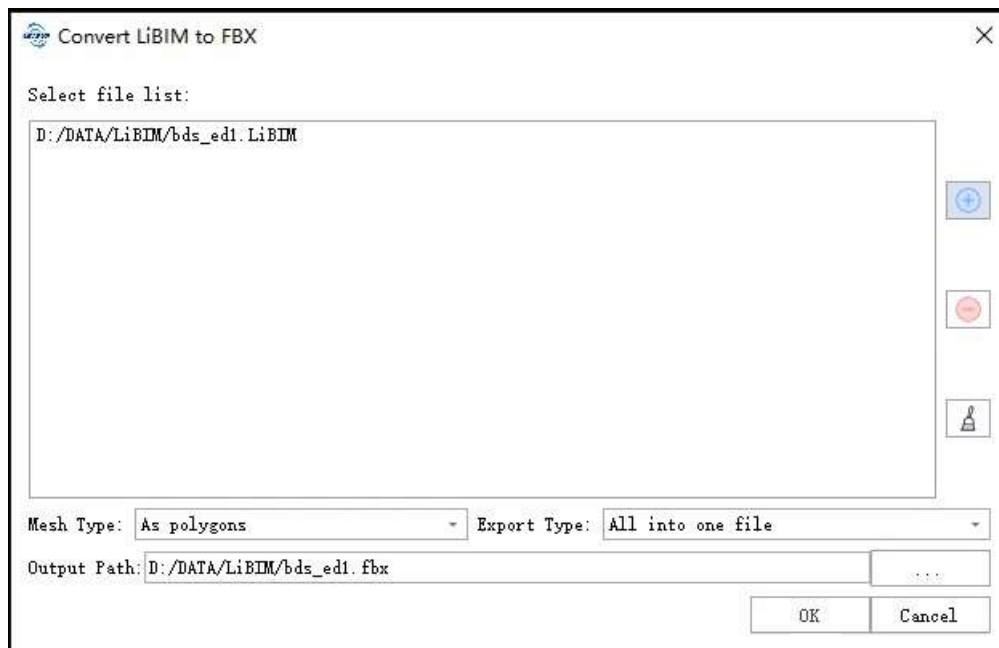 Convert LiBIM to FBX
Select file list:
D:/DATA/LiBIM/bds_ed1.LiBIM
Mesh Type: As polygons Export Type: All into one file
Output Path: D:/DATA/LiBIM/bds_ed1.fbx ...
OK Cancel